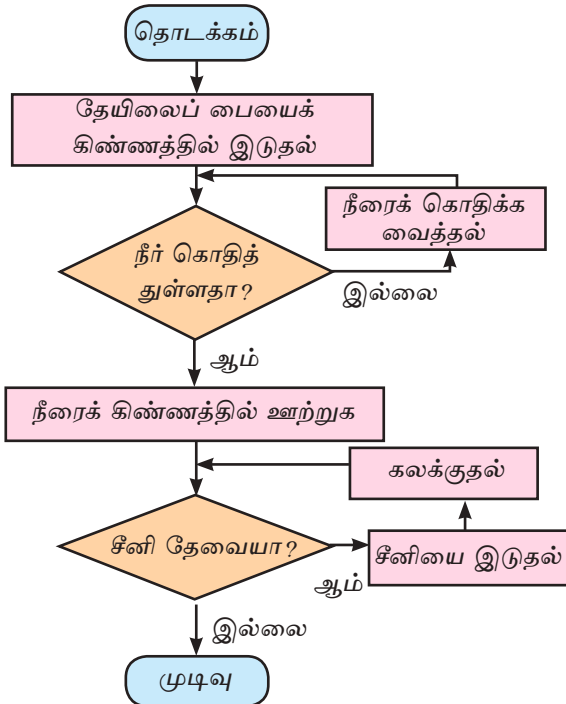 தொடக்கம்
தேயிலைப் பையைக்
கிண்ணத்தில் இடுதல்
நீரைக் கொதிக்க
வைத்தல்
நீர் கொதித்
துள்ளதா?
இல்லை
ஆம்
நீரைக் கிண்ணத்தில் ஊற்றுக
கலக்குதல்
சீனி தேவையா?
ஆம்
சீனியை இடுதல்
இல்லை
முடிவு